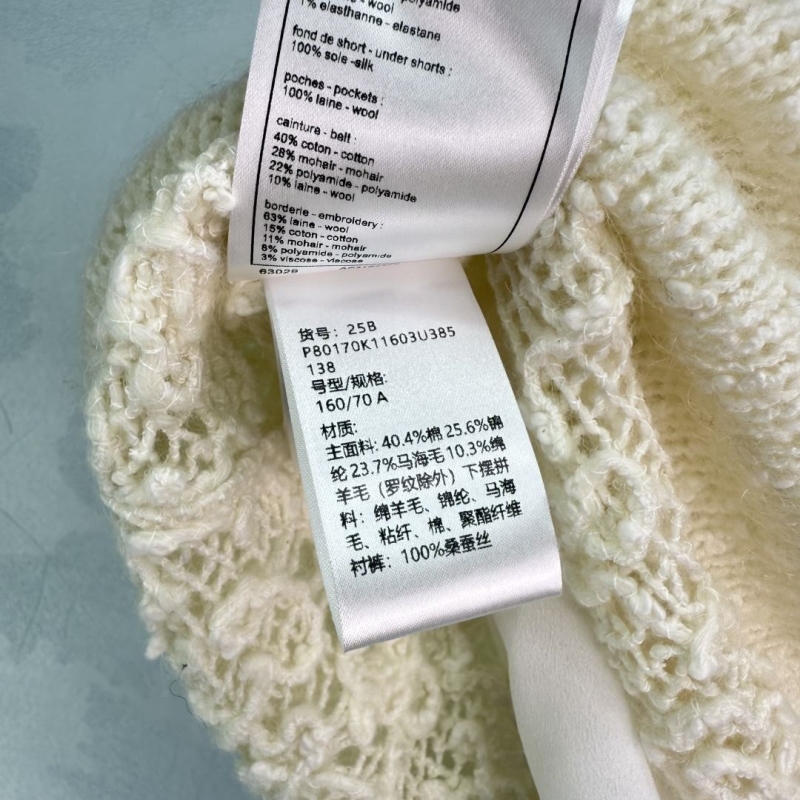 wool
1% elasthanne - elastane
fond de short - under shorts :
100% soie -silk
poches - pockets :
100% laine - wool
cainture - belt :
40% coton - cotton
28% mohair - mohair
22% polyamide - polyamide
10% laine - wool
borderie - embroidery :
63% laine - wool
15% coton - cotton
11% mohair - mohair
8% polyamide - polyamide
3% viscose - viscose
63029
货号：25B
P80170K11603U385
138
号型/规格:
160/70 A
材质:
主面料: 40.4%棉 25.6%锦
纶 23.7%马海毛 10.3%绵
羊毛（罗纹除外）下摆拼
料：绵羊毛、锦纶、马海
毛、粘纤、棉、聚酯纤维
衬裤：100%桑蚕丝